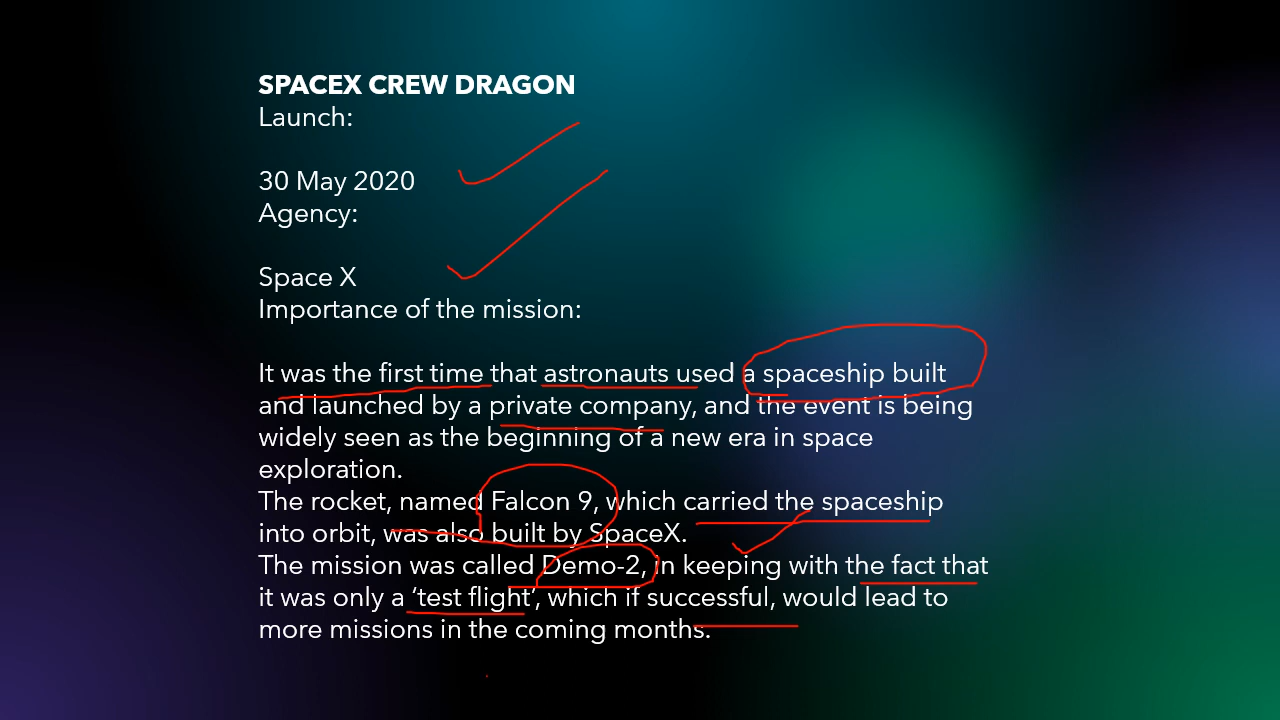 SPACEX CREW DRAGON
Launch:
30 May 2020
Agency:
Space X
Importance of the mission:
It was the first time that astronauts used a spaceship built
and launched by a private company, and the event is being
widely seen as the beginning of a new era in space
exploration.
The rocket, named Falcon 9, which carried the spaceship
into orbit, was also built by SpaceX.
The mission was called Demo-2, in keeping with the fact that
it was only a ‘test flight’, which if successful, would lead to
more missions in the coming months.